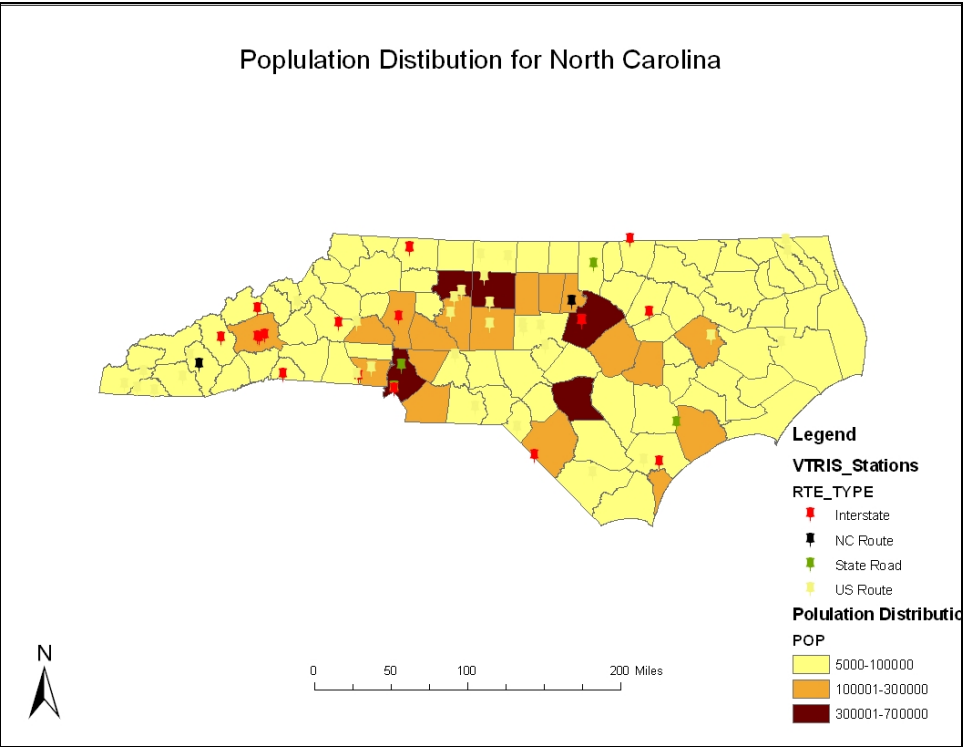 Poplulation Distibution for North Carolina
Legend
VTRIS_Stations
RTE_TYPE
Interstate
NC Route
State Road
US Route
Polulation Distributio
POP
5000-100000
100001-300000
300001-700000
N
0 50 100 200 Miles